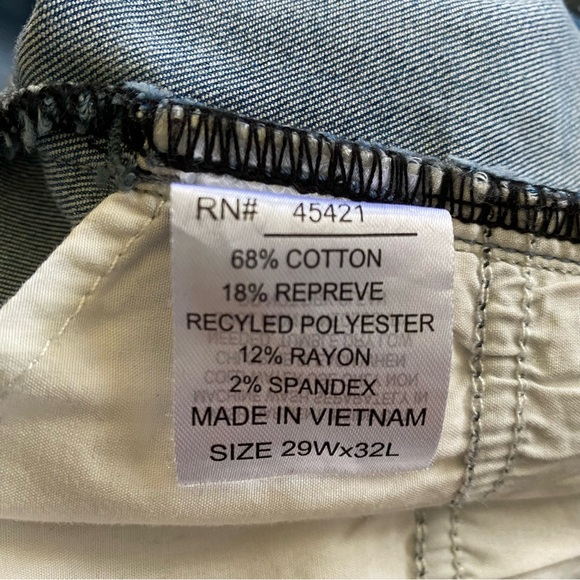 RN# 45421
68% COTTON
18% REPREVE
RECYLED POLYESTER
12% RAYON
2% SPANDEX
MADE IN VIETNAM
SIZE 29Wx32L